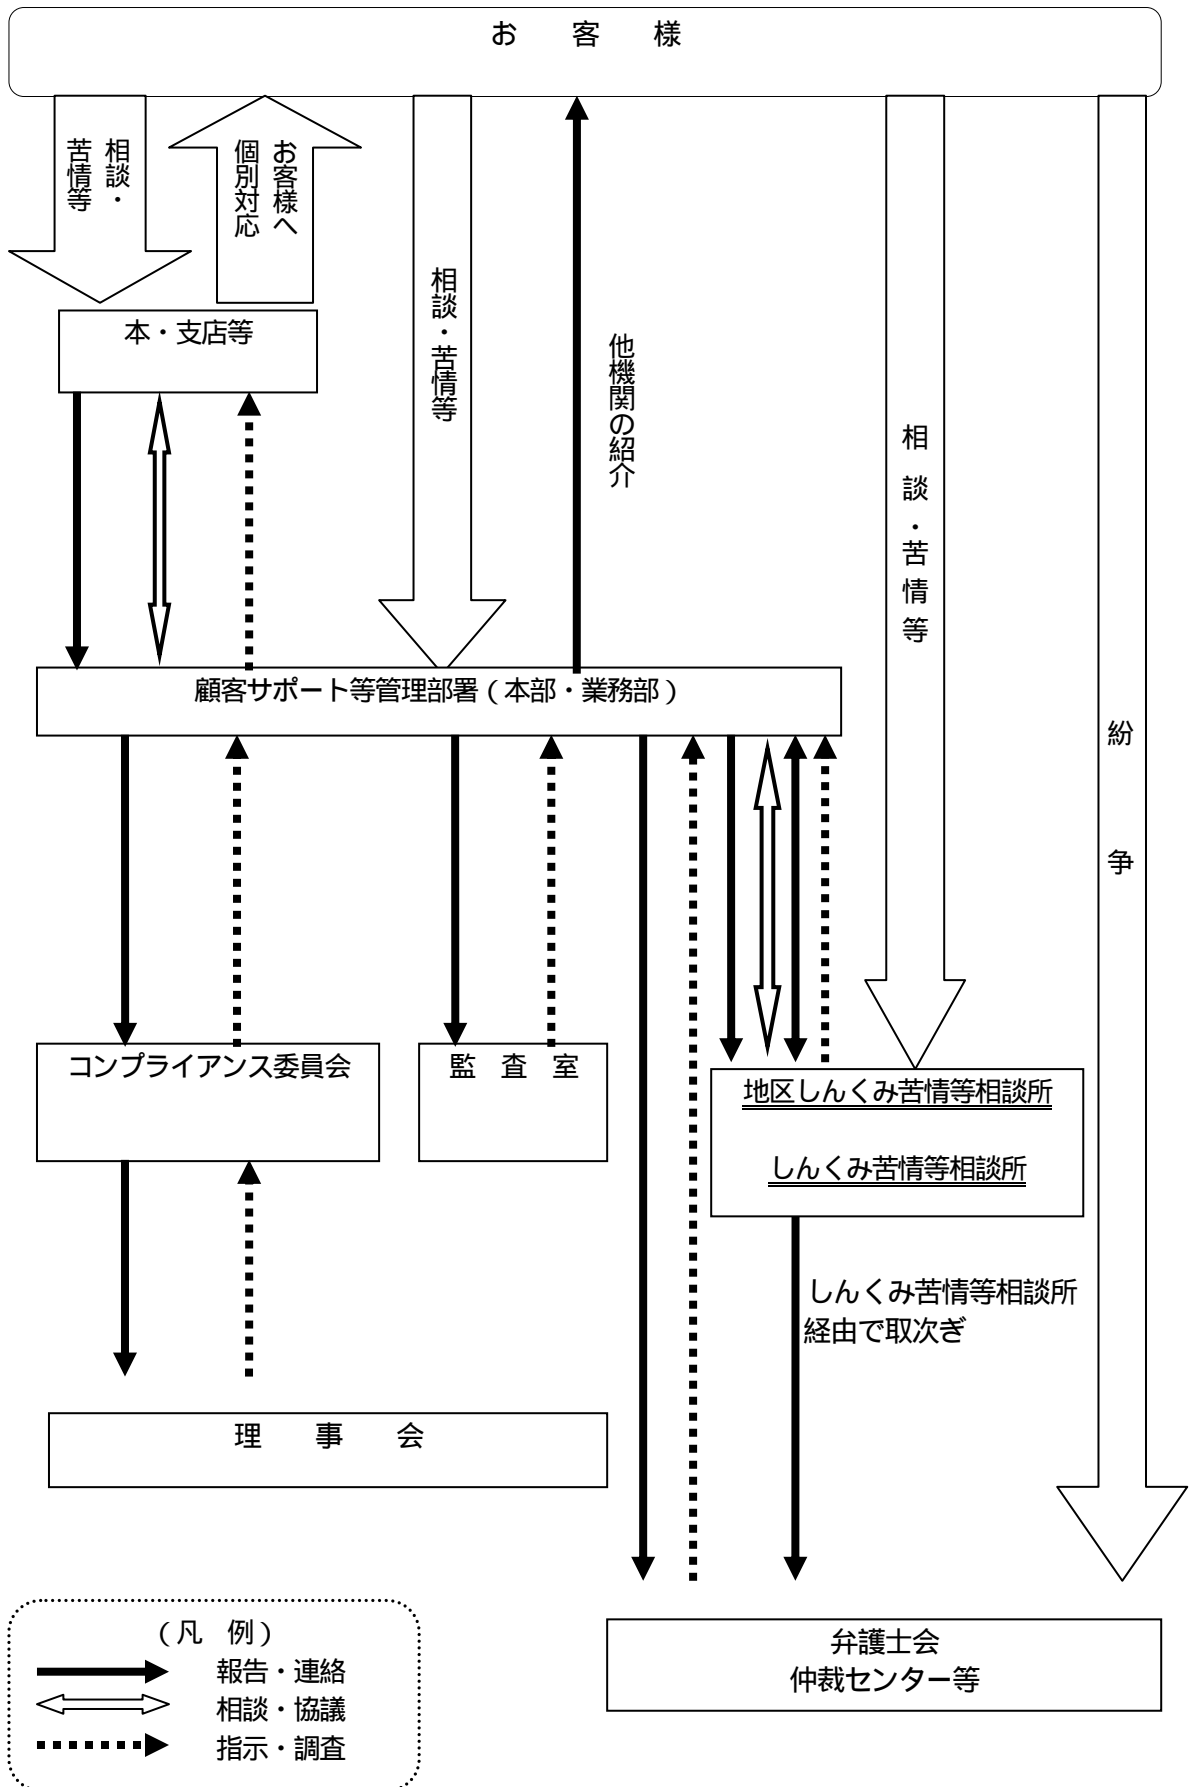 お客様
相談・
苦情等
お客様へ
個別対応
相談・苦情等
他機関の紹介
相談・苦情等
紛争
本・支店等
顧客サポート等管理部署（本部・業務部）
コンプライアンス委員会
監査室
地区しんくみ苦情等相談所
しんくみ苦情等相談所
しんくみ苦情等相談所
経由で取次ぎ
理事会
弁護士会
仲裁センター等
（凡例）
報告・連絡
相談・協議
指示・調査